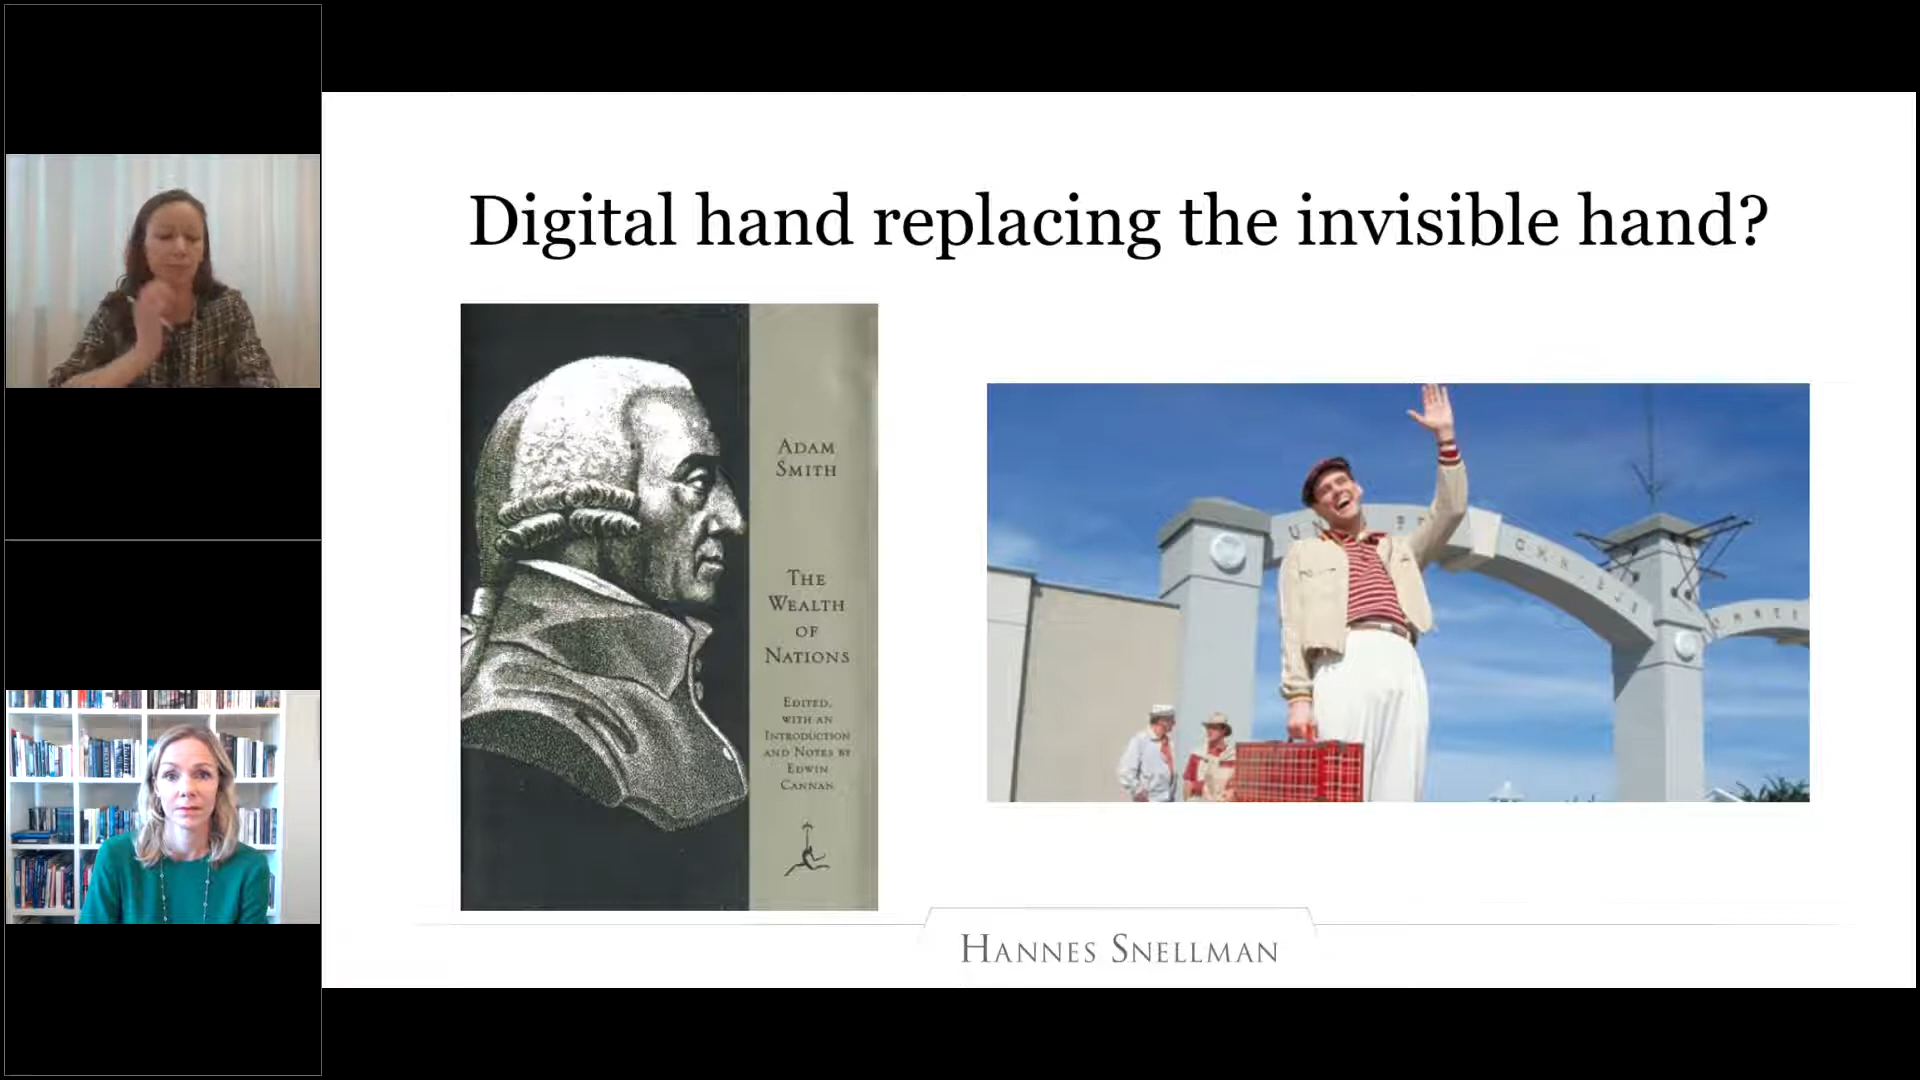 Digital hand replacing the invisible hand?
ADAM
SMITH
THE
WEALTH
OF
NATIONS
EDITED,
WITH AN
INTRODUCTION
AND NOTES BY
EDWIN
CANNAN
HANNES SNELLMAN